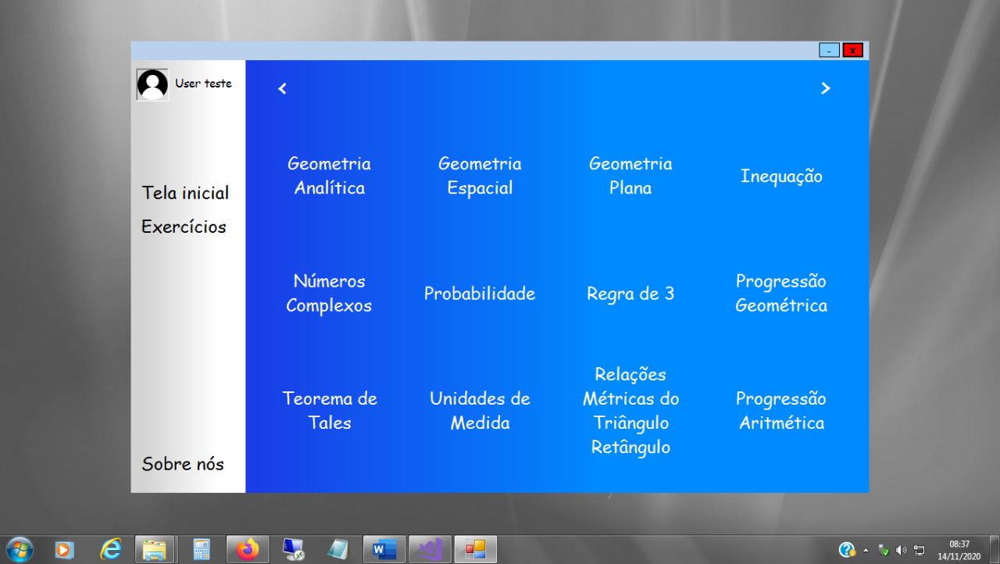 -
x
User teste
<
>
Tela inicial
Exercícios
Sobre nós
Geometria
Analítica
Geometria
Espacial
Geometria
Plana
Inequação
Números
Complexos
Probabilidade
Regra de 3
Progressão
Geométrica
Teorema de
Tales
Unidades de
Medida
Relações
Métricas do
Triângulo
Retângulo
Progressão
Aritmética
W
08:37
14/11/2020